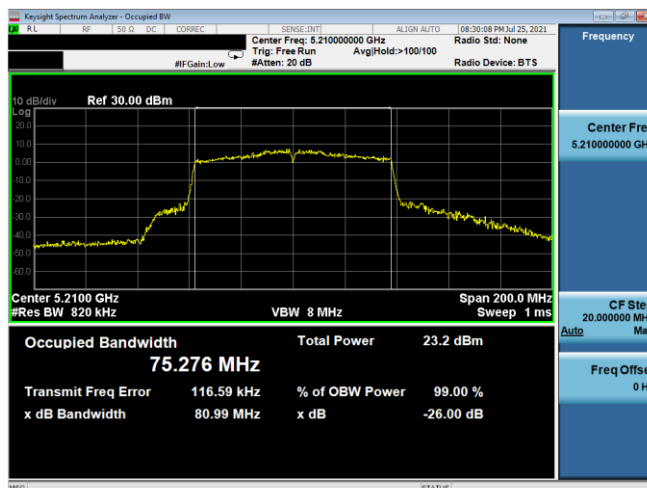 Keysight Spectrum Analyzer - Occupied BW
RL RF 50 Ω DC CORREC SENSE:INT ALIGN AUTO 08:30:08 PM Jul 25, 2021
Center Freq: 5.210000000 GHz Radio Std: None
Trig: Free Run Avg|Hold:>100/100
#IFGain:Low #Atten: 20 dB Radio Device: BTS
10 dB/div Ref 30.00 dBm
Log
20.0
10.0
0.00
-10.0
-20.0
-30.0
-40.0
-50.0
-60.0
Center 5.2100 GHz Span 200.0 MHz
#Res BW 820 kHz VBW 8 MHz Sweep 1 ms
Occupied Bandwidth Total Power 23.2 dBm
75.276 MHz
Transmit Freq Error 116.59 kHz % of OBW Power 99.00 %
x dB Bandwidth 80.99 MHz x dB -26.00 dB
Frequency
Center Fre
5.210000000 GH
CF Ste
20.000000 MH
Auto Ma
Freq Offse
0 H
MSG STATUS